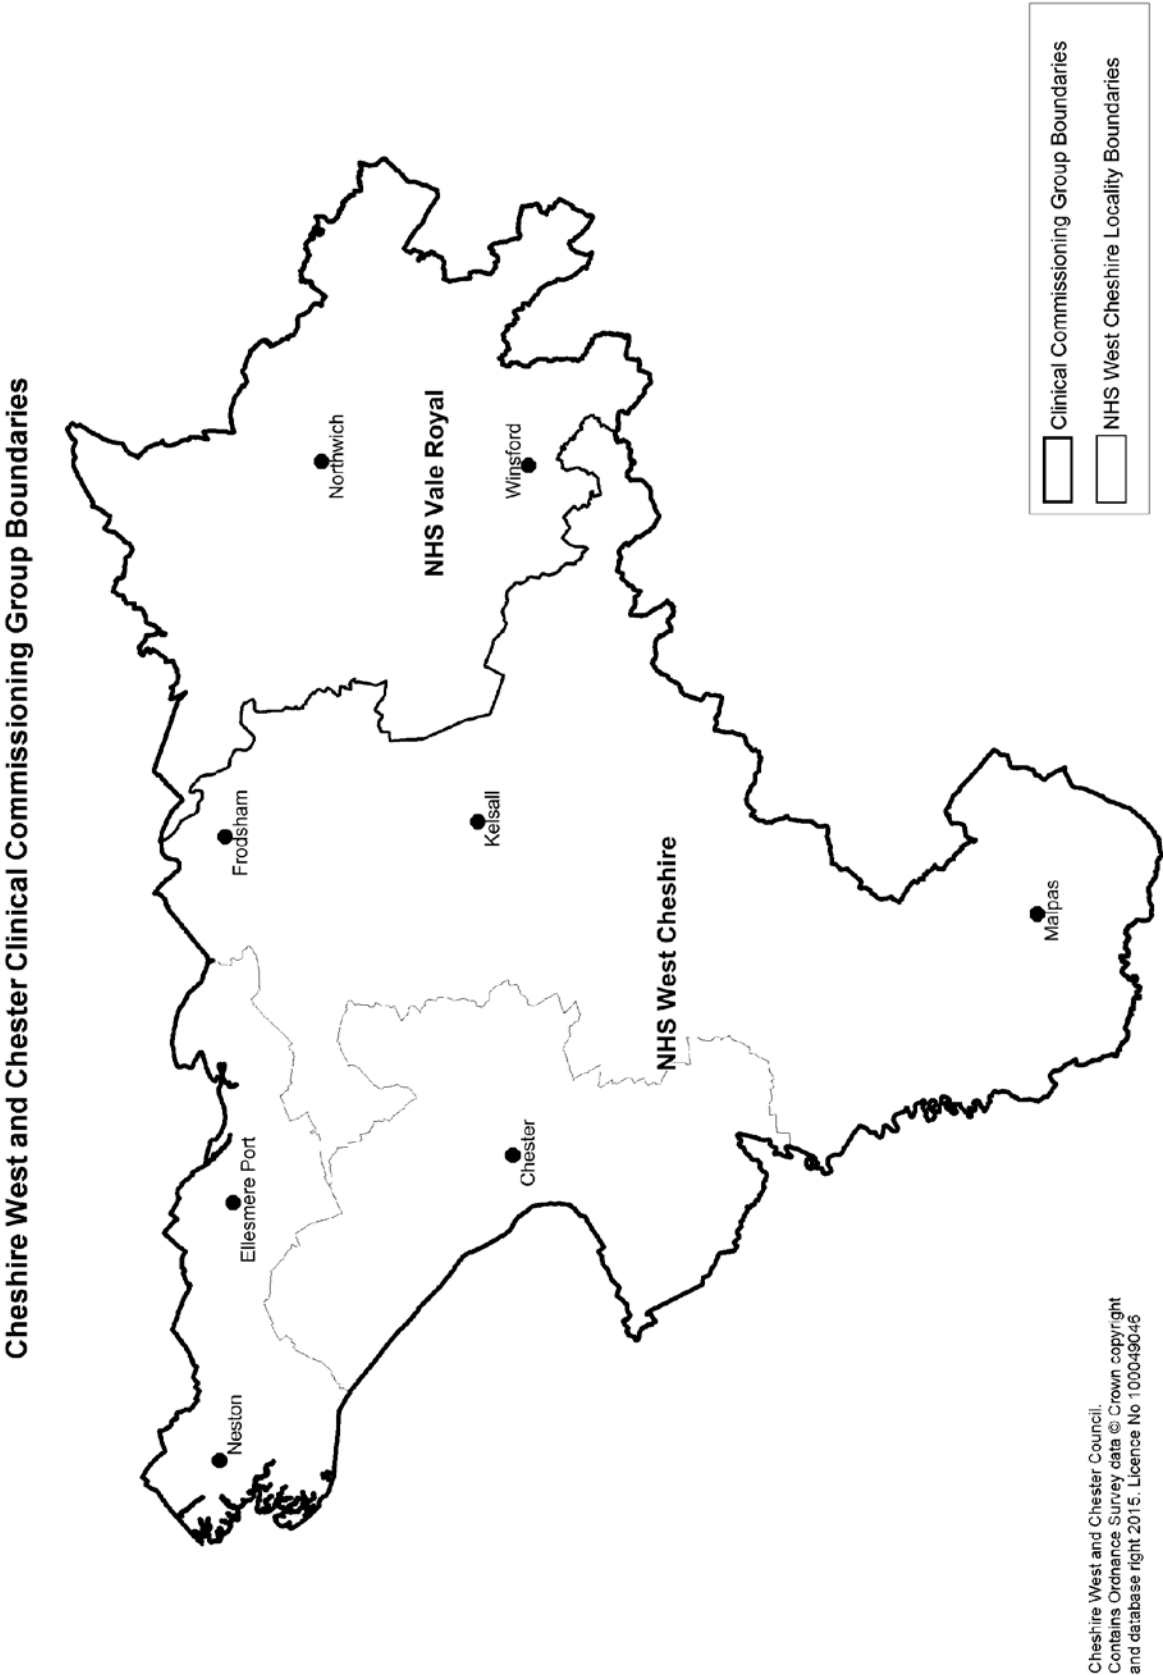 Cheshire West and Chester Clinical Commissioning Group Boundaries
Neston
Ellesmere Port
Frodsham
Northwich
NHS Vale Royal
Winsford
Kelsall
Chester
NHS West Cheshire
Malpas
Clinical Commissioning Group Boundaries
NHS West Cheshire Locality Boundaries
Cheshire West and Chester Council.
Contains Ordnance Survey data © Crown copyright
and database right 2015. Licence No 100049046